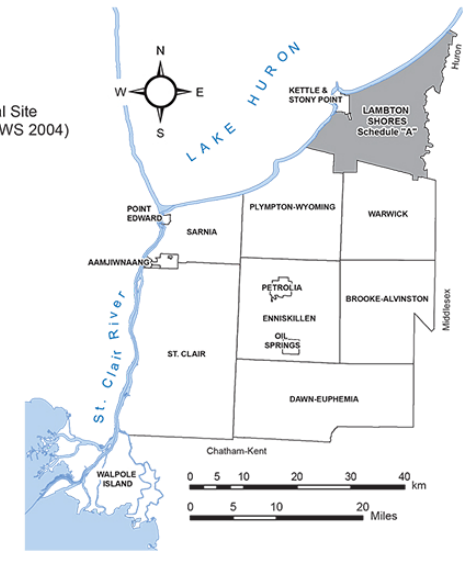 N
W
E
S
LAKE HURON
Huron
al Site
WS 2004)
KETTLE &
STONY POINT
LAMBTON
SHORES
Schedule "A"
POINT
EDWARD
SARNIA
PLYMPTON-WYOMING
WARWICK
AAMJIWNAANG
St. Clair River
PETROLIA
ENNISKILLEN
OIL
SPRINGS
BROOKE-ALVINSTON
Middlesex
ST. CLAIR
DAWN-EUPHEMIA
Chatham-Kent
WALPOLE
ISLAND
0 5 10 20 30 40
km
0 5 10 20
Miles